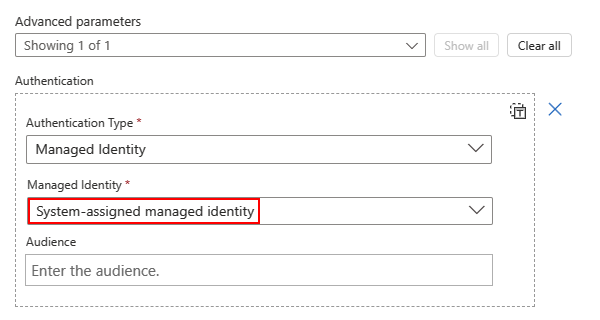 Advanced parameters
Showing 1 of 1
Show all
Clear all
Authentication
Authentication Type *
Managed Identity
Managed Identity *
System-assigned managed identity
Audience
Enter the audience.